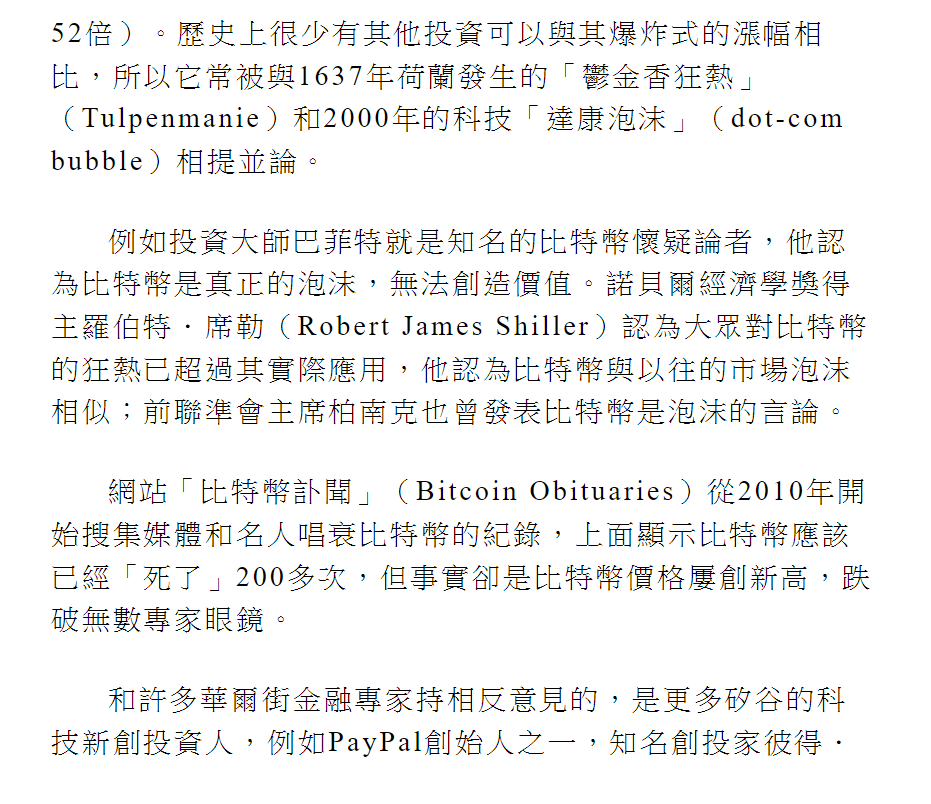 52倍）。歷史上很少有其他投資可以與其爆炸式的漲幅相
比，所以它常被與1637年荷蘭發生的「鬱金香狂熱」
（Tulpenmanie）和2000年的科技「達康泡沫」（dot-com
bubble）相提並論。
例如投資大師巴菲特就是知名的比特幣懷疑論者，他認
為比特幣是真正的泡沫，無法創造價值。諾貝爾經濟學獎得
主羅伯特．席勒（Robert James Shiller）認為大眾對比特幣
的狂熱已超過其實際應用，他認為比特幣與以往的市場泡沫
相似；前聯準會主席柏南克也曾發表比特幣是泡沫的言論。
網站「比特幣訃聞」（Bitcoin Obituaries）從2010年開
始搜集媒體和名人唱衰比特幣的紀錄，上面顯示比特幣應該
已經「死了」200多次，但事實卻是比特幣價格屢創新高，跌
破無數專家眼鏡。
和許多華爾街金融專家持相反意見的，是更多矽谷的科
技新創投資人，例如PayPal創始人之一，知名創投家彼得．